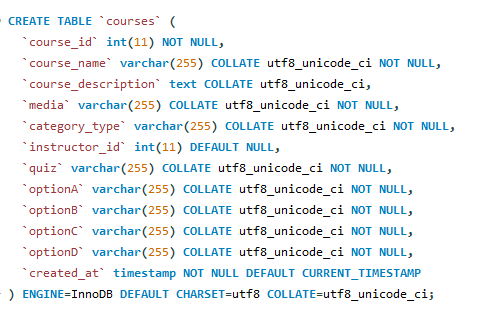 CREATE TABLE `courses` (
`course_id` int(11) NOT NULL,
`course_name` varchar(255) COLLATE utf8_unicode_ci NOT NULL,
`course_description` text COLLATE utf8_unicode_ci,
`media` varchar(255) COLLATE utf8_unicode_ci NOT NULL,
`category_type` varchar(255) COLLATE utf8_unicode_ci NOT NULL,
`instructor_id` int(11) DEFAULT NULL,
`quiz` varchar(255) COLLATE utf8_unicode_ci NOT NULL,
`optionA` varchar(255) COLLATE utf8_unicode_ci NOT NULL,
`optionB` varchar(255) COLLATE utf8_unicode_ci NOT NULL,
`optionC` varchar(255) COLLATE utf8_unicode_ci NOT NULL,
`optionD` varchar(255) COLLATE utf8_unicode_ci NOT NULL,
`created_at` timestamp NOT NULL DEFAULT CURRENT_TIMESTAMP
) ENGINE=InnoDB DEFAULT CHARSET=utf8 COLLATE=utf8_unicode_ci;